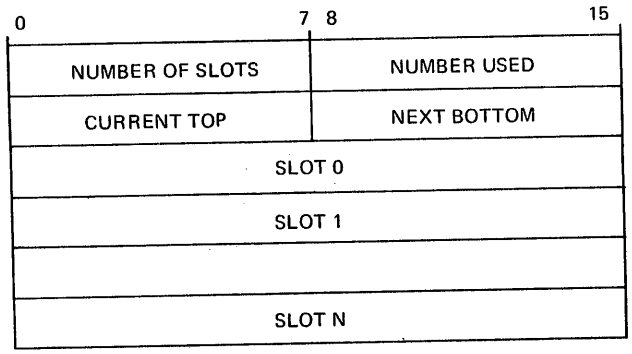 0 7 8 15
NUMBER OF SLOTS NUMBER USED
CURRENT TOP NEXT BOTTOM
SLOT 0
SLOT 1
SLOT N